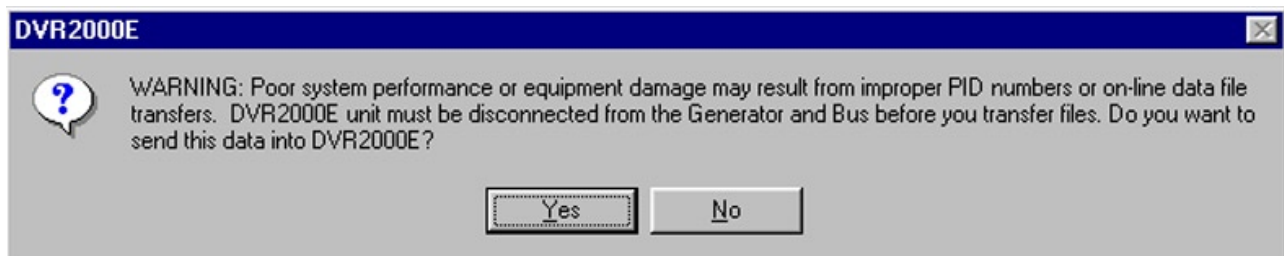 DVR2000E
WARNING: Poor system performance or equipment damage may result from improper PID numbers or on-line data file
transfers. DVR2000E unit must be disconnected from the Generator and Bus before you transfer files. Do you want to
send this data into DVR2000E?
Yes
No